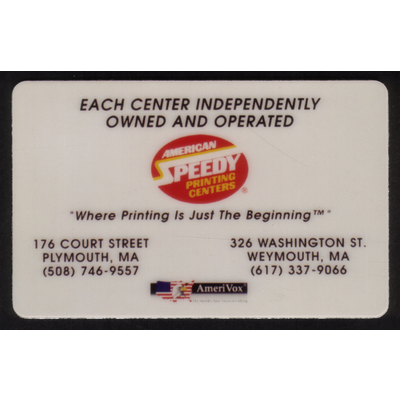 EACH CENTER INDEPENDENTLY
OWNED AND OPERATED
AMERICAN
SPEEDY
PRINTING
CENTERS®
"Where Printing Is Just The Beginning™"
176 COURT STREET
PLYMOUTH, MA
(508) 746-9557
326 WASHINGTON ST.
WEYMOUTH, MA
(617) 337-9066
AmeriVox